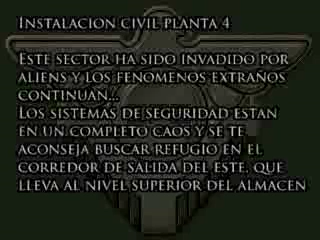 Instalacion civil planta 4
Este sector ha sido invadido por
aliens y los fenomenos extraños
continuan...
Los sistemas de seguridad estan
en un completo caos y se te
aconseja buscar refugio en el
corredor de salida del este, que
lleva al nivel superior del almacen